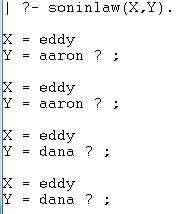 | ?- soninlaw(X,Y).
X = eddy
Y = aaron ? ;
X = eddy
Y = aaron ? ;
X = eddy
Y = dana ? ;
X = eddy
Y = dana ? ;